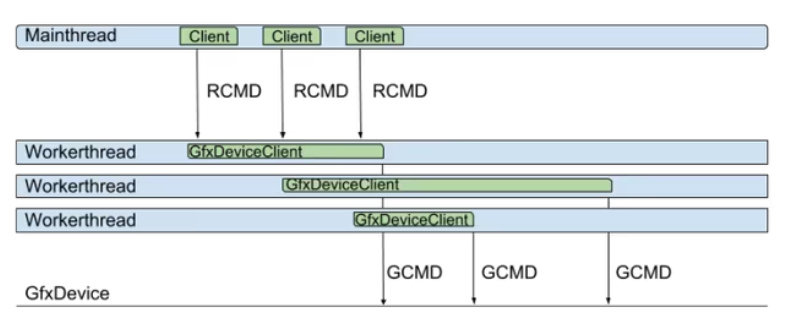 Mainthread Client Client Client
RCMD RCMD RCMD
Workerthread GfxDeviceClient
Workerthread GfxDeviceClient
Workerthread GfxDeviceClient
GCMD GCMD GCMD
GfxDevice